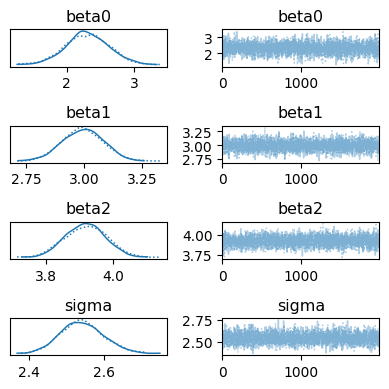 beta0 beta0
2 3 2 3 0 1000
beta1 beta1
2.75 3.00 3.25 2.75 3.00 3.25 0 1000
beta2 beta2
3.8 4.0 3.75 4.00 0 1000
sigma sigma
2.4 2.6 2.50 2.75 0 1000